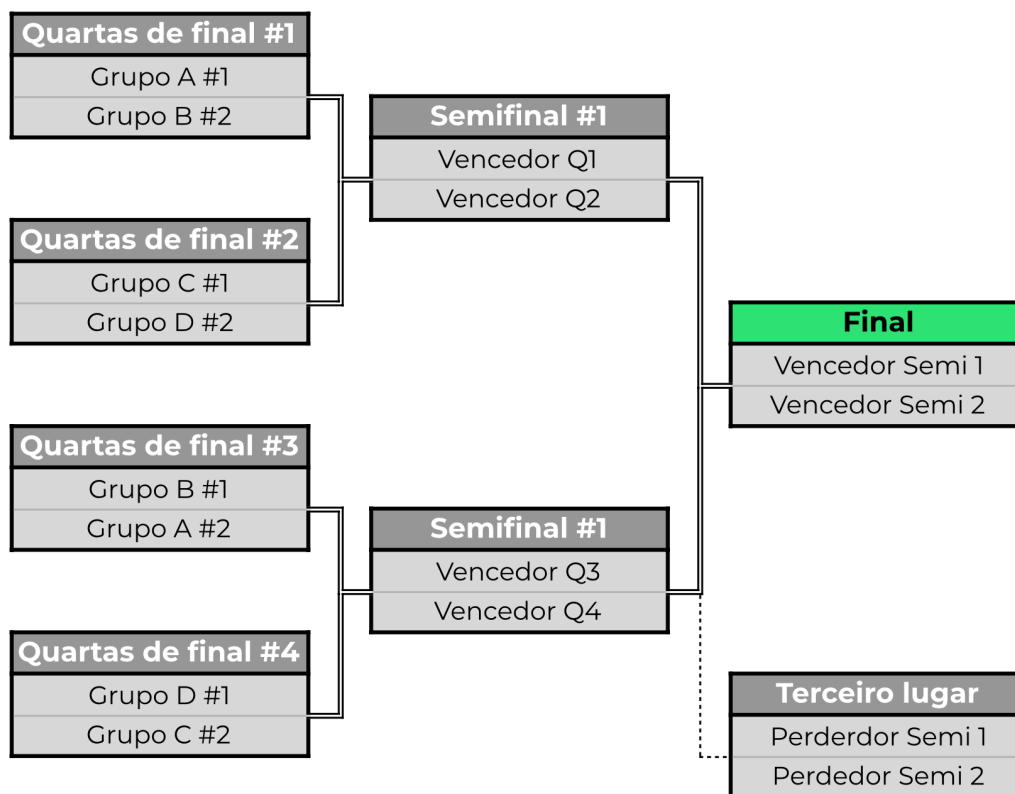 Quartas de final #1
Grupo A #1
Grupo B #2
Quartas de final #2
Grupo C #1
Grupo D #2
Quartas de final #3
Grupo B #1
Grupo A #2
Quartas de final #4
Grupo D #1
Grupo C #2
Semifinal #1
Vencedor Q1
Vencedor Q2
Semifinal #1
Vencedor Q3
Vencedor Q4
Final
Vencedor Semi 1
Vencedor Semi 2
Terceiro lugar
Perderdor Semi 1
Perdedor Semi 2